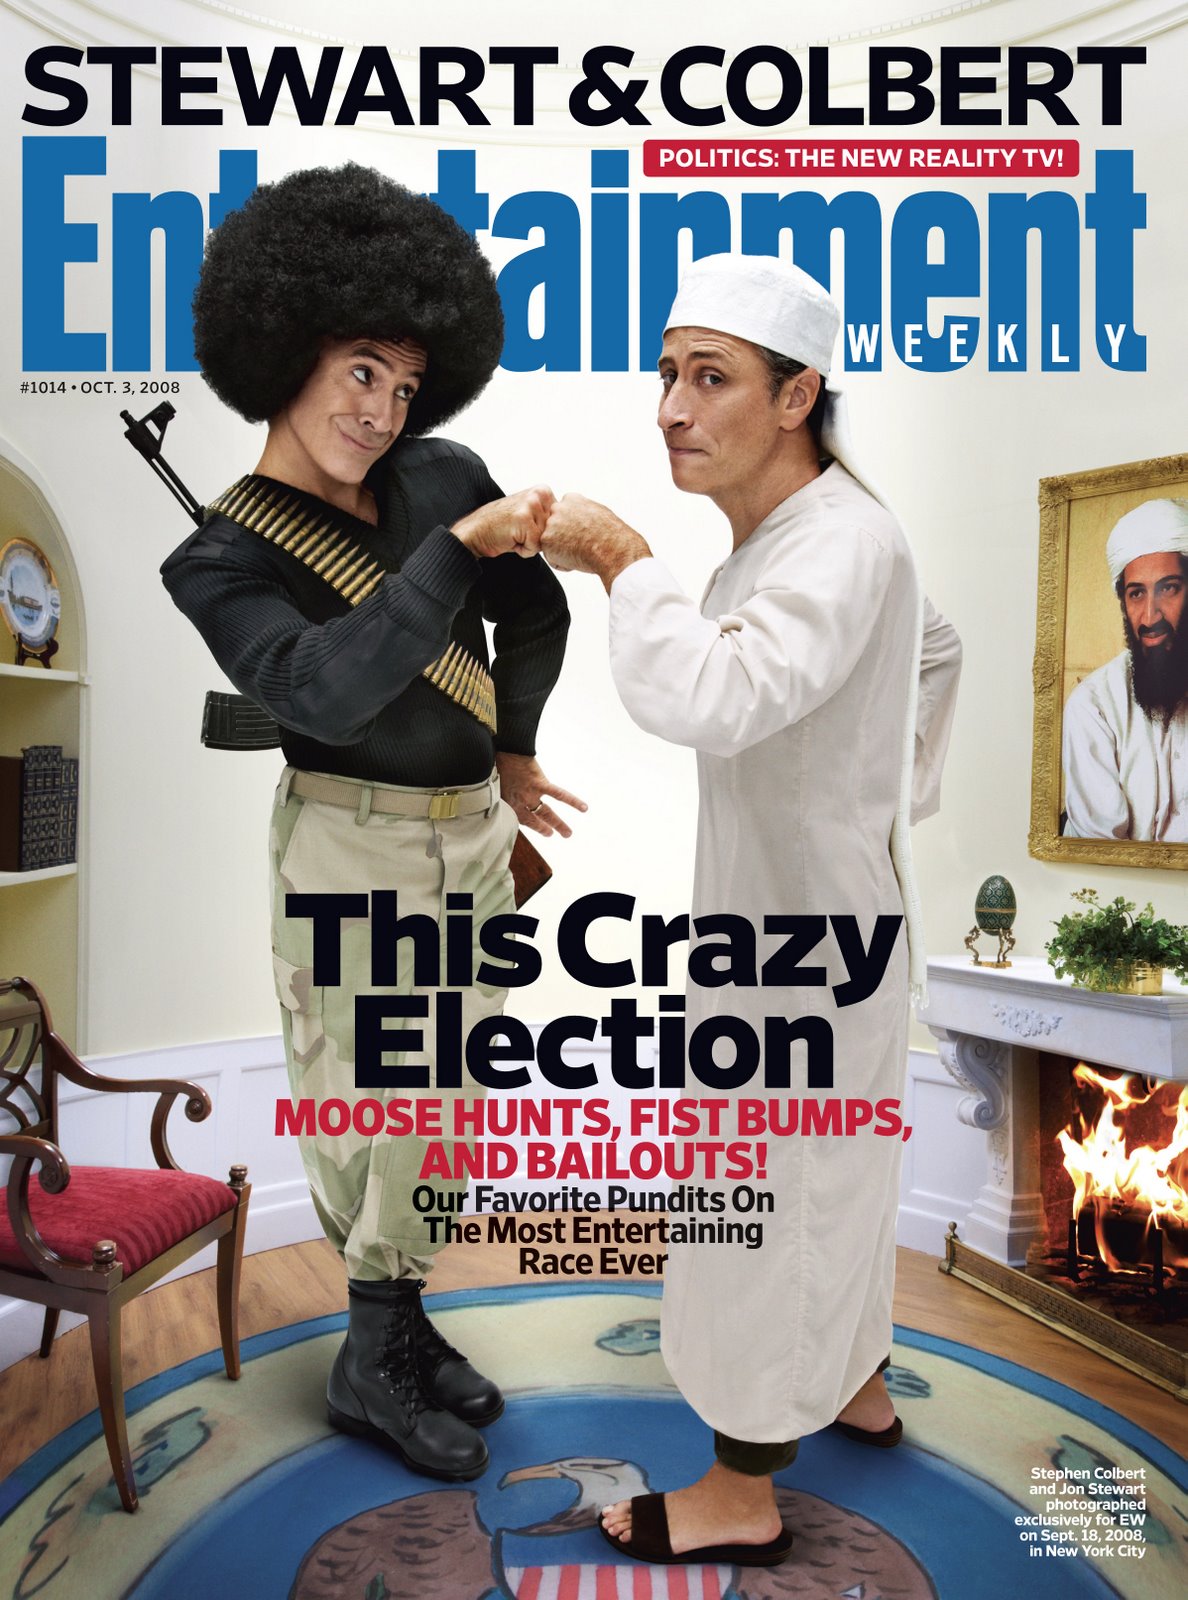 STEWART & COLBERT
POLITICS: THE NEW REALITY TV!
Entertainment
WEEKLY
#1014 • OCT. 3, 2008
This Crazy
Election
MOOSE HUNTS, FIST BUMPS,
AND BAILOUTS!
Our Favorite Pundits On
The Most Entertaining
Race Ever
Stephen Colbert
and Jon Stewart
photographed
exclusively for EW
on Sept. 18, 2008,
in New York City